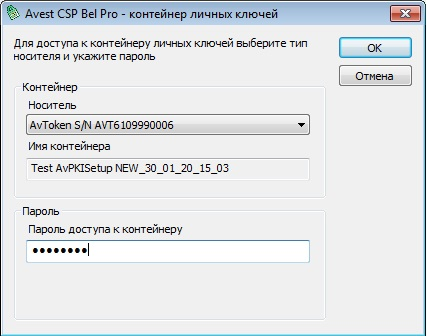 Avest CSP Bel Pro - контейнер личных ключей
Для доступа к контейнеру личных ключей выберите тип
носителя и укажите пароль
OK
Отмена
Контейнер
Носитель
AvToken S/N AVT6109990006
Имя контейнера
Test AvPKISetup NEW_30_01_20_15_03
Пароль
Пароль доступа к контейнеру
●●●●●●●●